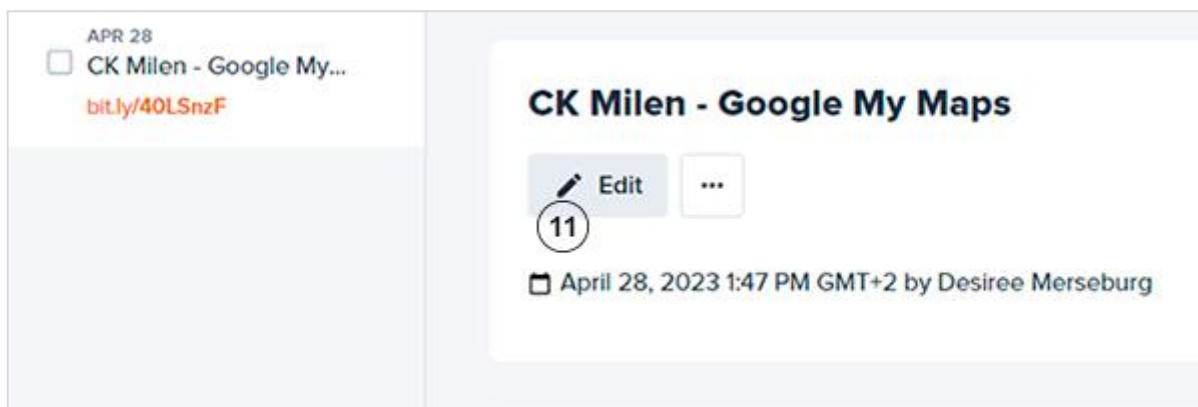 APR 28
CK Milen - Google My...
bit.ly/40LSnzF
CK Milen - Google My Maps
Edit
...
11
April 28, 2023 1:47 PM GMT+2 by Desiree Merseburg